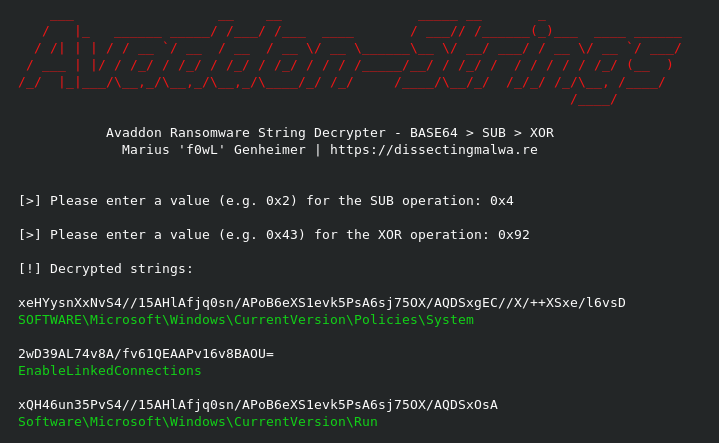 Avaddon-Strings
Avaddon Ransomware String Decrypter - BASE64 > SUB > XOR
Marius 'f0wL' Genheimer | https://dissectingmalwa.re
[>] Please enter a value (e.g. 0x2) for the SUB operation: 0x4
[>] Please enter a value (e.g. 0x43) for the XOR operation: 0x92
[!] Decrypted strings:
xeHYysnXxNvS4//15AHlAfjq0sn/APoB6eXS1evk5PsA6sj75OX/AQDSxgEC//X/++XSxe/l6vsD
SOFTWARE\Microsoft\Windows\CurrentVersion\Policies\System
2wD39AL74v8A/fv61QEAAPv16v8BAOU=
EnableLinkedConnections
xQH46un35PvS4//15AHlAfjq0sn/APoB6eXS1evk5PsA6sj75OX/AQDSxOsA
Software\Microsoft\Windows\CurrentVersion\Run